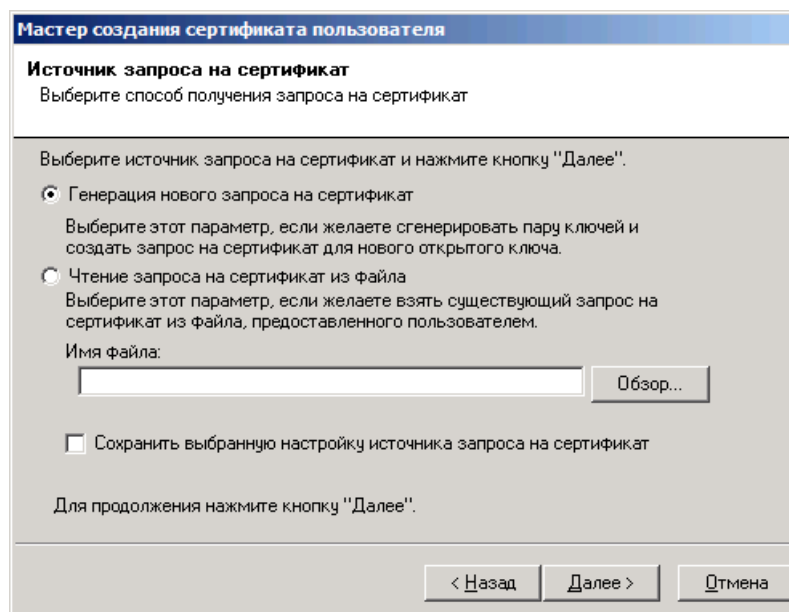 Мастер создания сертификата пользователя
Источник запроса на сертификат
Выберите способ получения запроса на сертификат
Выберите источник запроса на сертификат и нажмите кнопку "Далее".
Генерация нового запроса на сертификат
Выберите этот параметр, если желаете сгенерировать пару ключей и
создать запрос на сертификат для нового открытого ключа.
Чтение запроса на сертификат из файла
Выберите этот параметр, если желаете взять существующий запрос на
сертификат из файла, предоставленного пользователем.
Имя файла:
Обзор...
Сохранить выбранную настройку источника запроса на сертификат
Для продолжения нажмите кнопку "Далее".
< Назад Далее > Отмена